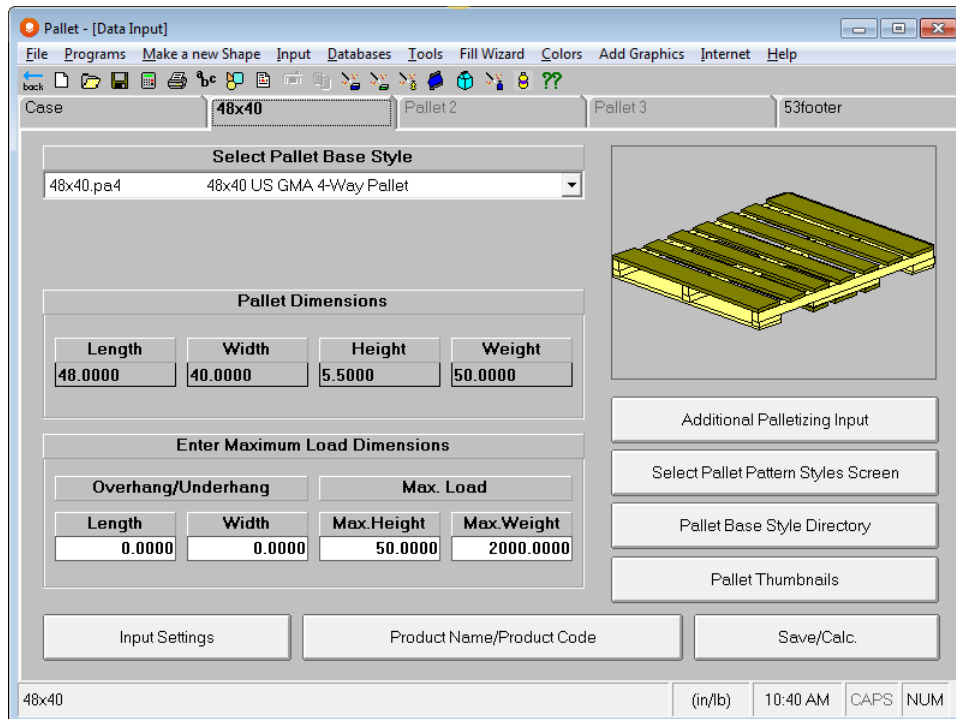 Pallet - [Data Input]
File Programs Make a new Shape Input Databases Tools Fill Wizard Colors Add Graphics Internet Help
back abc ??
Case 48x40 Pallet 2 Pallet 3 53footer
Select Pallet Base Style
48x40.pa4 48x40 US GMA 4-Way Pallet
Pallet Dimensions
Length Width Height Weight
48.0000 40.0000 5.5000 50.0000
Enter Maximum Load Dimensions
Overhang/Underhang Max. Load
Length Width Max.Height Max.Weight
0.0000 0.0000 50.0000 2000.0000
Additional Palletizing Input
Select Pallet Pattern Styles Screen
Pallet Base Style Directory
Pallet Thumbnails
Input Settings Product Name/Product Code Save/Calc.
48x40 (in/lb) 10:40 AM CAPS NUM